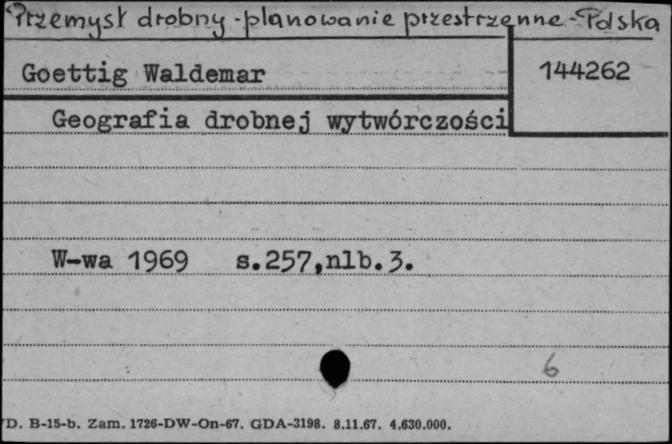 Przemysł drobny - planowanie przestrzenne - Polska
Goettig Waldemar
144262
Geografia drobnej wytwórczości
W-wa 1969 s.257,nlb.3.
6
D. B-15-b. Zam. 1726-DW-On-67. GDA-3198. 8.11.67. 4.630.000.